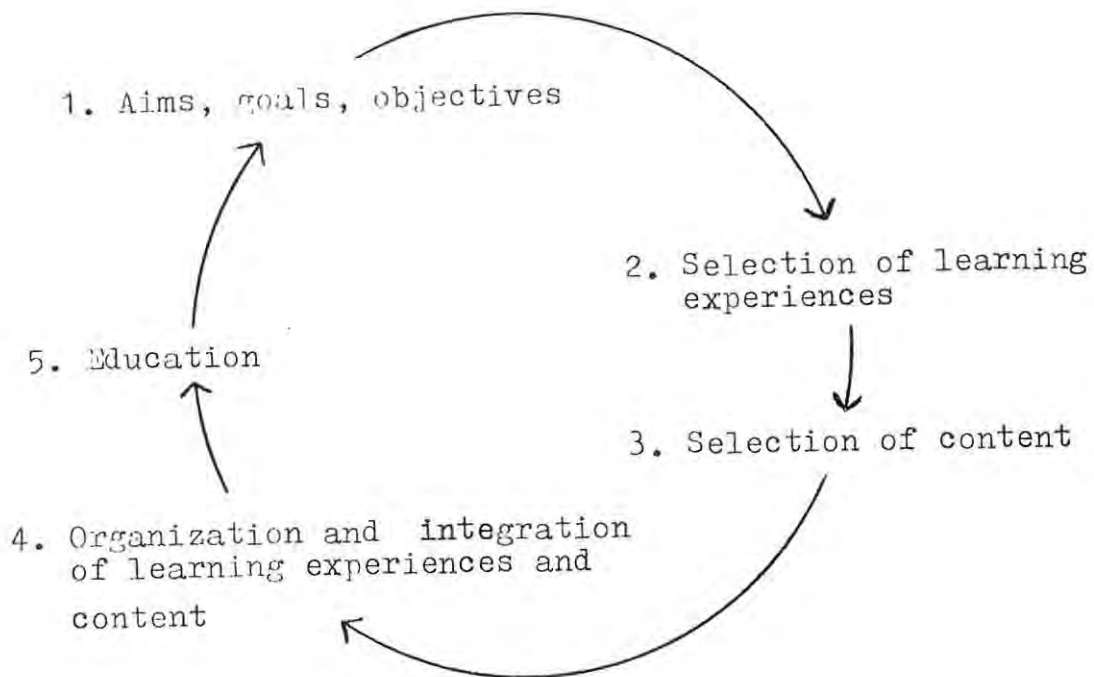 1. Aims, goals, objectives
2. Selection of learning
experiences
3. Selection of content
4. Organization and integration
of learning experiences and
content
5. Education